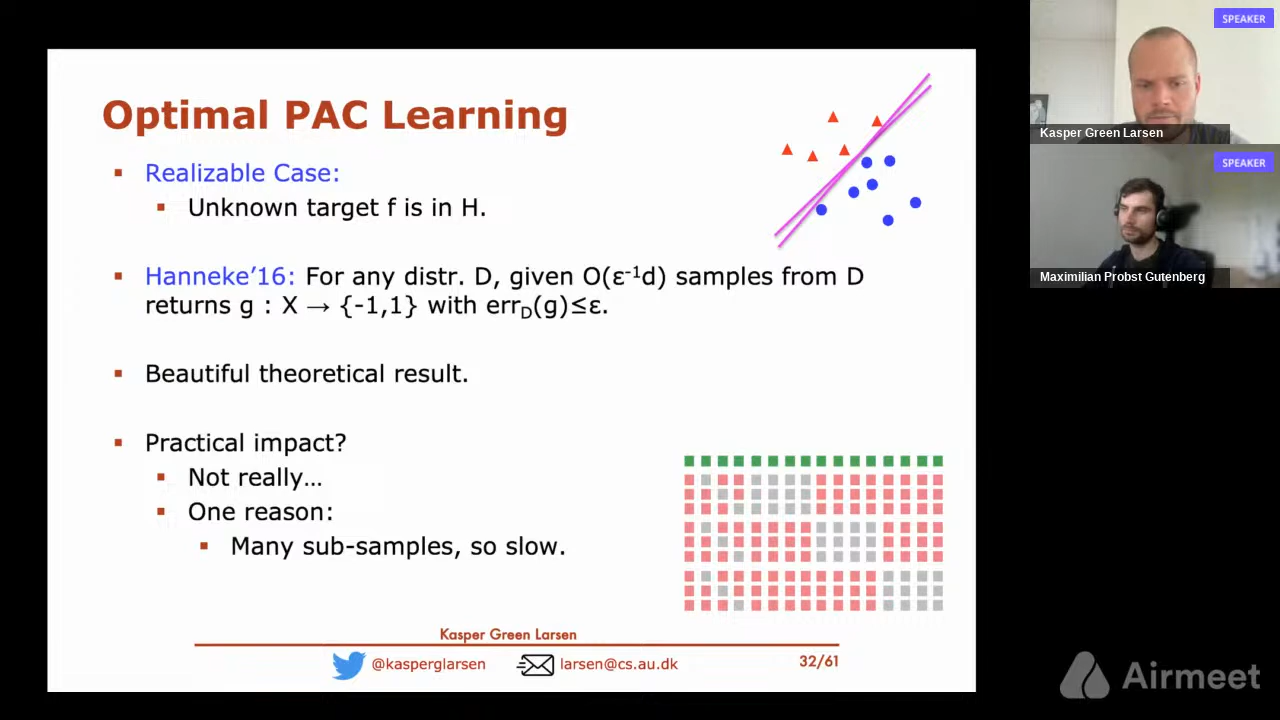 Optimal PAC Learning
Realizable Case:
Unknown target f is in H.
Hanneke'16: For any distr. D, given O(ε⁻¹d) samples from D
returns g : X → {-1,1} with err_D(g)≤ε.
Beautiful theoretical result.
Practical impact?
Not really…
One reason:
Many sub-samples, so slow.
Kasper Green Larsen
@kasperglarsen
larsen@cs.au.dk
32/61
SPEAKER
Kasper Green Larsen
SPEAKER
Maximilian Probst Gutenberg
Airmeet